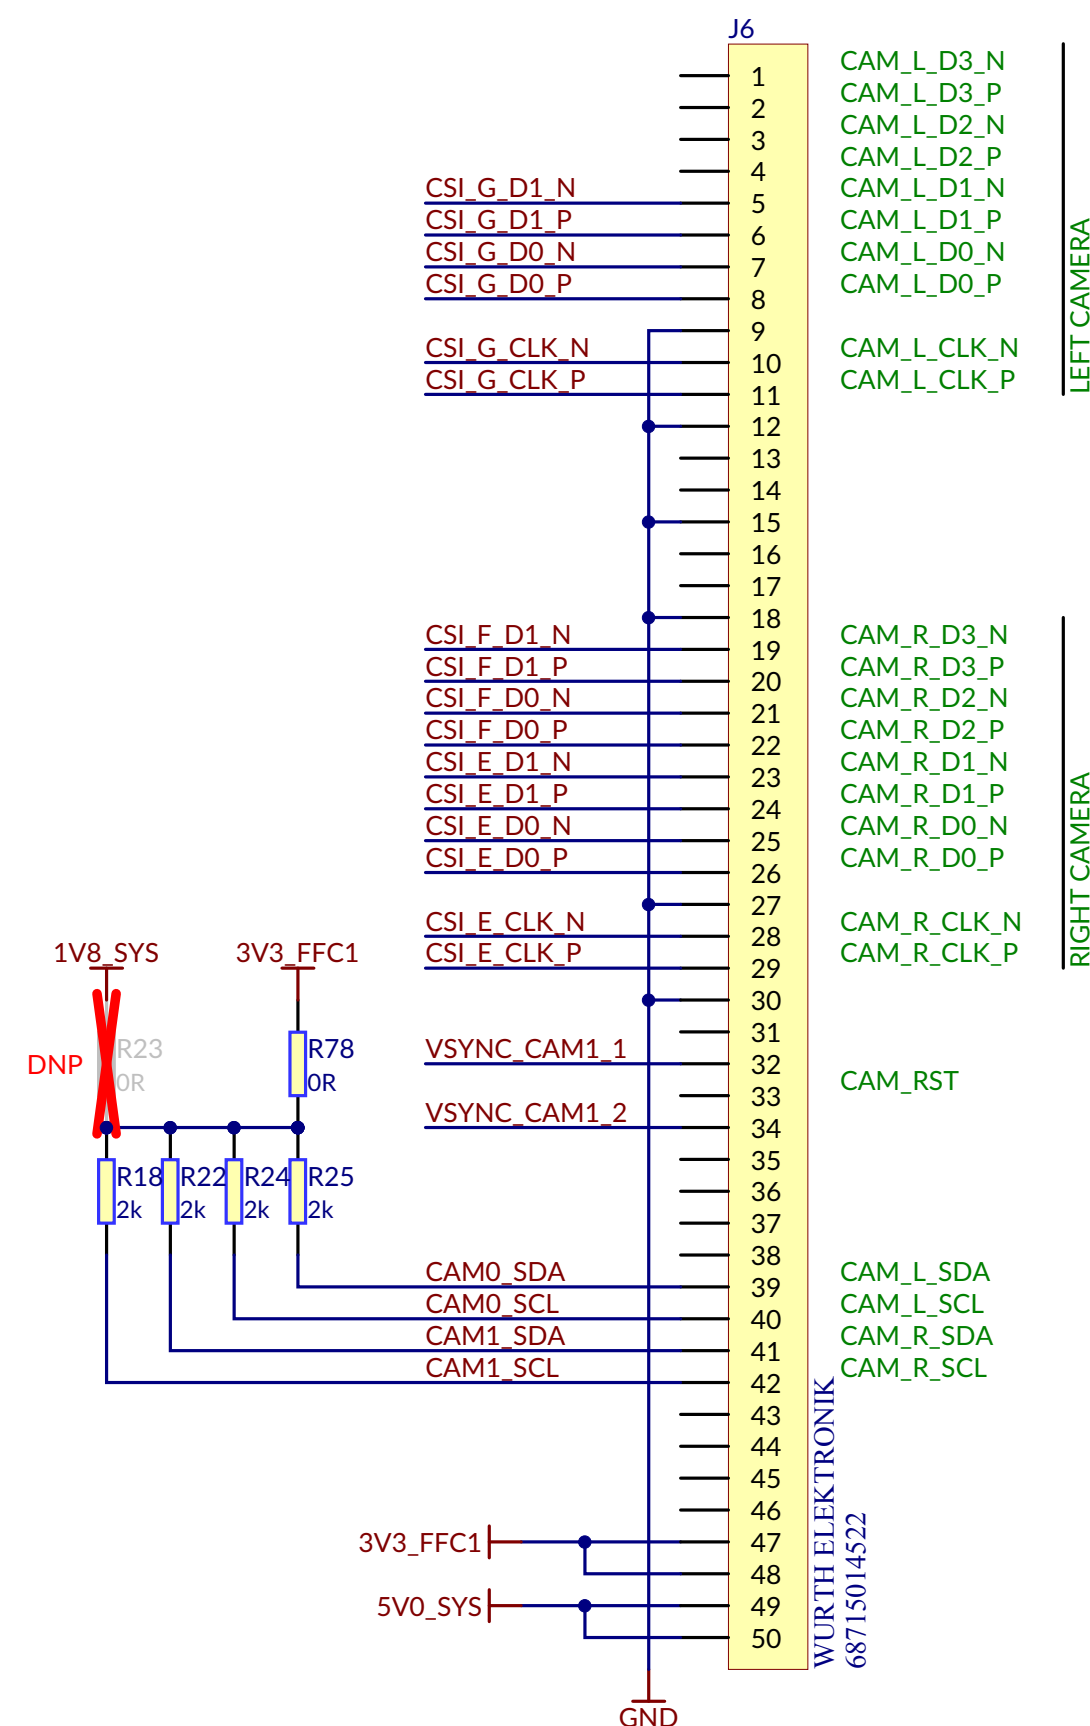 J6
1 CAM_L_D3_N
2 CAM_L_D3_P
3 CAM_L_D2_N
4 CAM_L_D2_P
CSI_G_D1_N 5 CAM_L_D1_N
CSI_G_D1_P 6 CAM_L_D1_P
CSI_G_D0_N 7 CAM_L_D0_N
CSI_G_D0_P 8 CAM_L_D0_P
9
CSI_G_CLK_N 10 CAM_L_CLK_N
CSI_G_CLK_P 11 CAM_L_CLK_P
LEFT CAMERA
12
13
14
15
16
17
18
CSI_F_D1_N 19 CAM_R_D3_N
CSI_F_D1_P 20 CAM_R_D3_P
CSI_F_D0_N 21 CAM_R_D2_N
CSI_F_D0_P 22 CAM_R_D2_P
CSI_E_D1_N 23 CAM_R_D1_N
CSI_E_D1_P 24 CAM_R_D1_P
CSI_E_D0_N 25 CAM_R_D0_N
CSI_E_D0_P 26 CAM_R_D0_P
27
CSI_E_CLK_N 28 CAM_R_CLK_N
CSI_E_CLK_P 29 CAM_R_CLK_P
RIGHT CAMERA
1V8_SYS 3V3_FFC1
30
31
DNP R23 R78
0R 0R
VSYNC_CAM1_1 32
33 CAM_RST
VSYNC_CAM1_2 34
35
R18 R22 R24 R25
2k 2k 2k 2k
36
37
38
CAM0_SDA 39 CAM_L_SDA
CAM0_SCL 40 CAM_L_SCL
CAM1_SDA 41 CAM_R_SDA
CAM1_SCL 42 CAM_R_SCL
43
44
45
46
3V3_FFC1 47
48
5V0_SYS 49
50
WURTH ELEKTRONIK
68715014522
GND